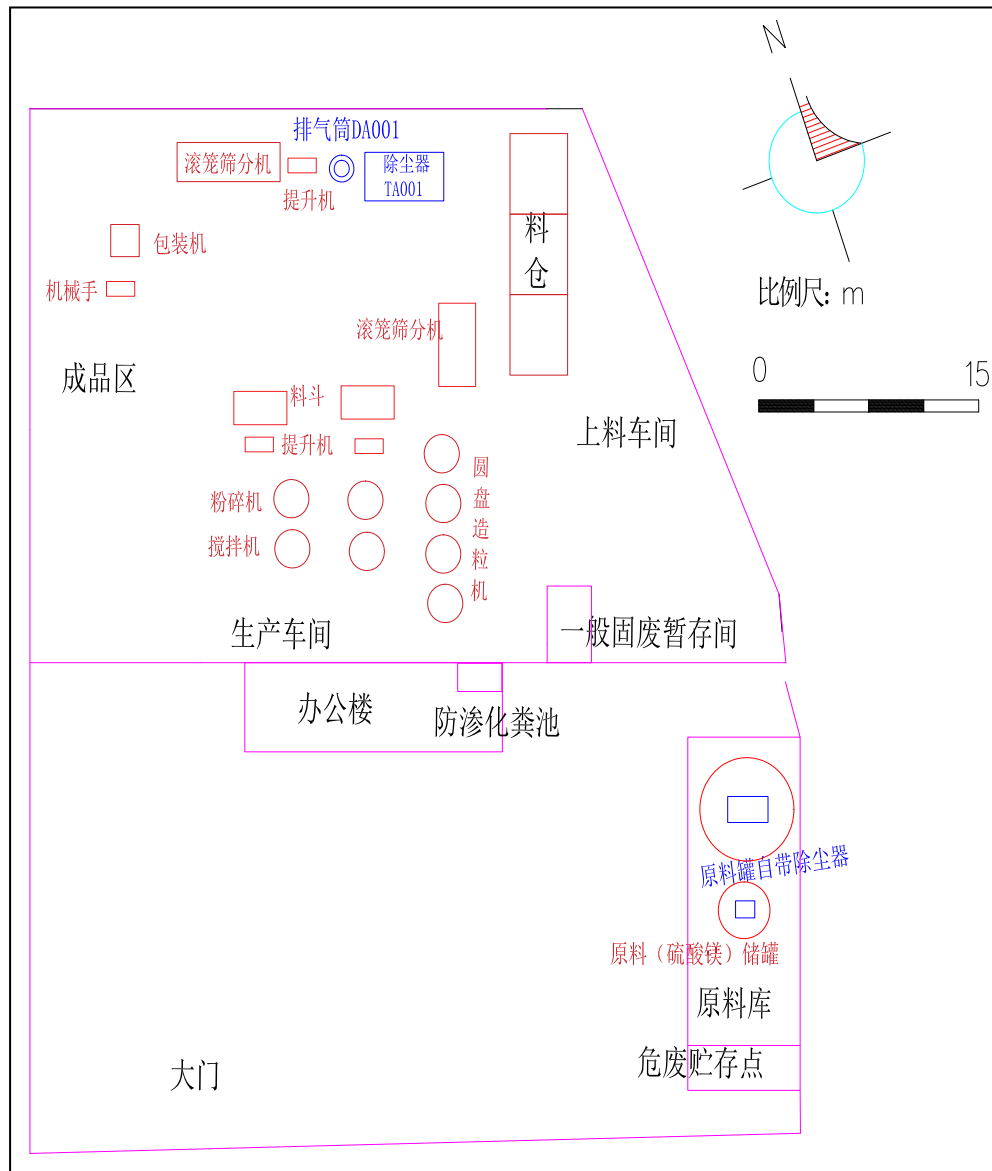 N
排气筒DA001
滚笼筛分机
除尘器
TA001
提升机
料
仓
包装机
机械手
比例尺: m
滚笼筛分机
0
15
成品区
料斗
上料车间
提升机
圆
盘
造
粒
机
粉碎机
搅拌机
生产车间
一般固废暂存间
办公楼
防渗化粪池
原料罐自带除尘器
原料（硫酸镁）储罐
原料库
危废贮存点
大门